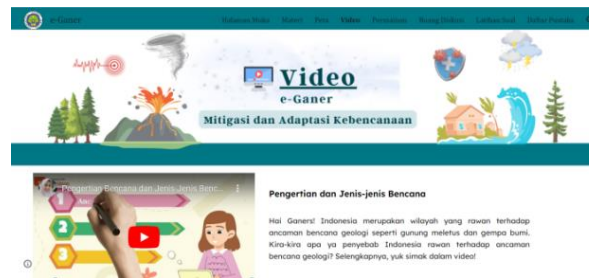 e-Ganer
Halaman Muka Materi Peta Video Permainan Ruang Diskusi Latihan Soal Daftar Pustaka
Video
e-Ganer
Mitigasi dan Adaptasi Kebencanaan
Pengertian Bencana dan Jenis-Jenis Benc...
1
2
3
Pengertian dan Jenis-jenis Bencana
Hai Ganers! Indonesia merupakan wilayah yang rawan terhadap
ancaman bencana geologi seperti gunung meletus dan gempa bumi.
Kira-kira apa ya penyebab Indonesia rawan terhadap ancaman
bencana geologi? Selengkapnya, yuk simak dalam video!